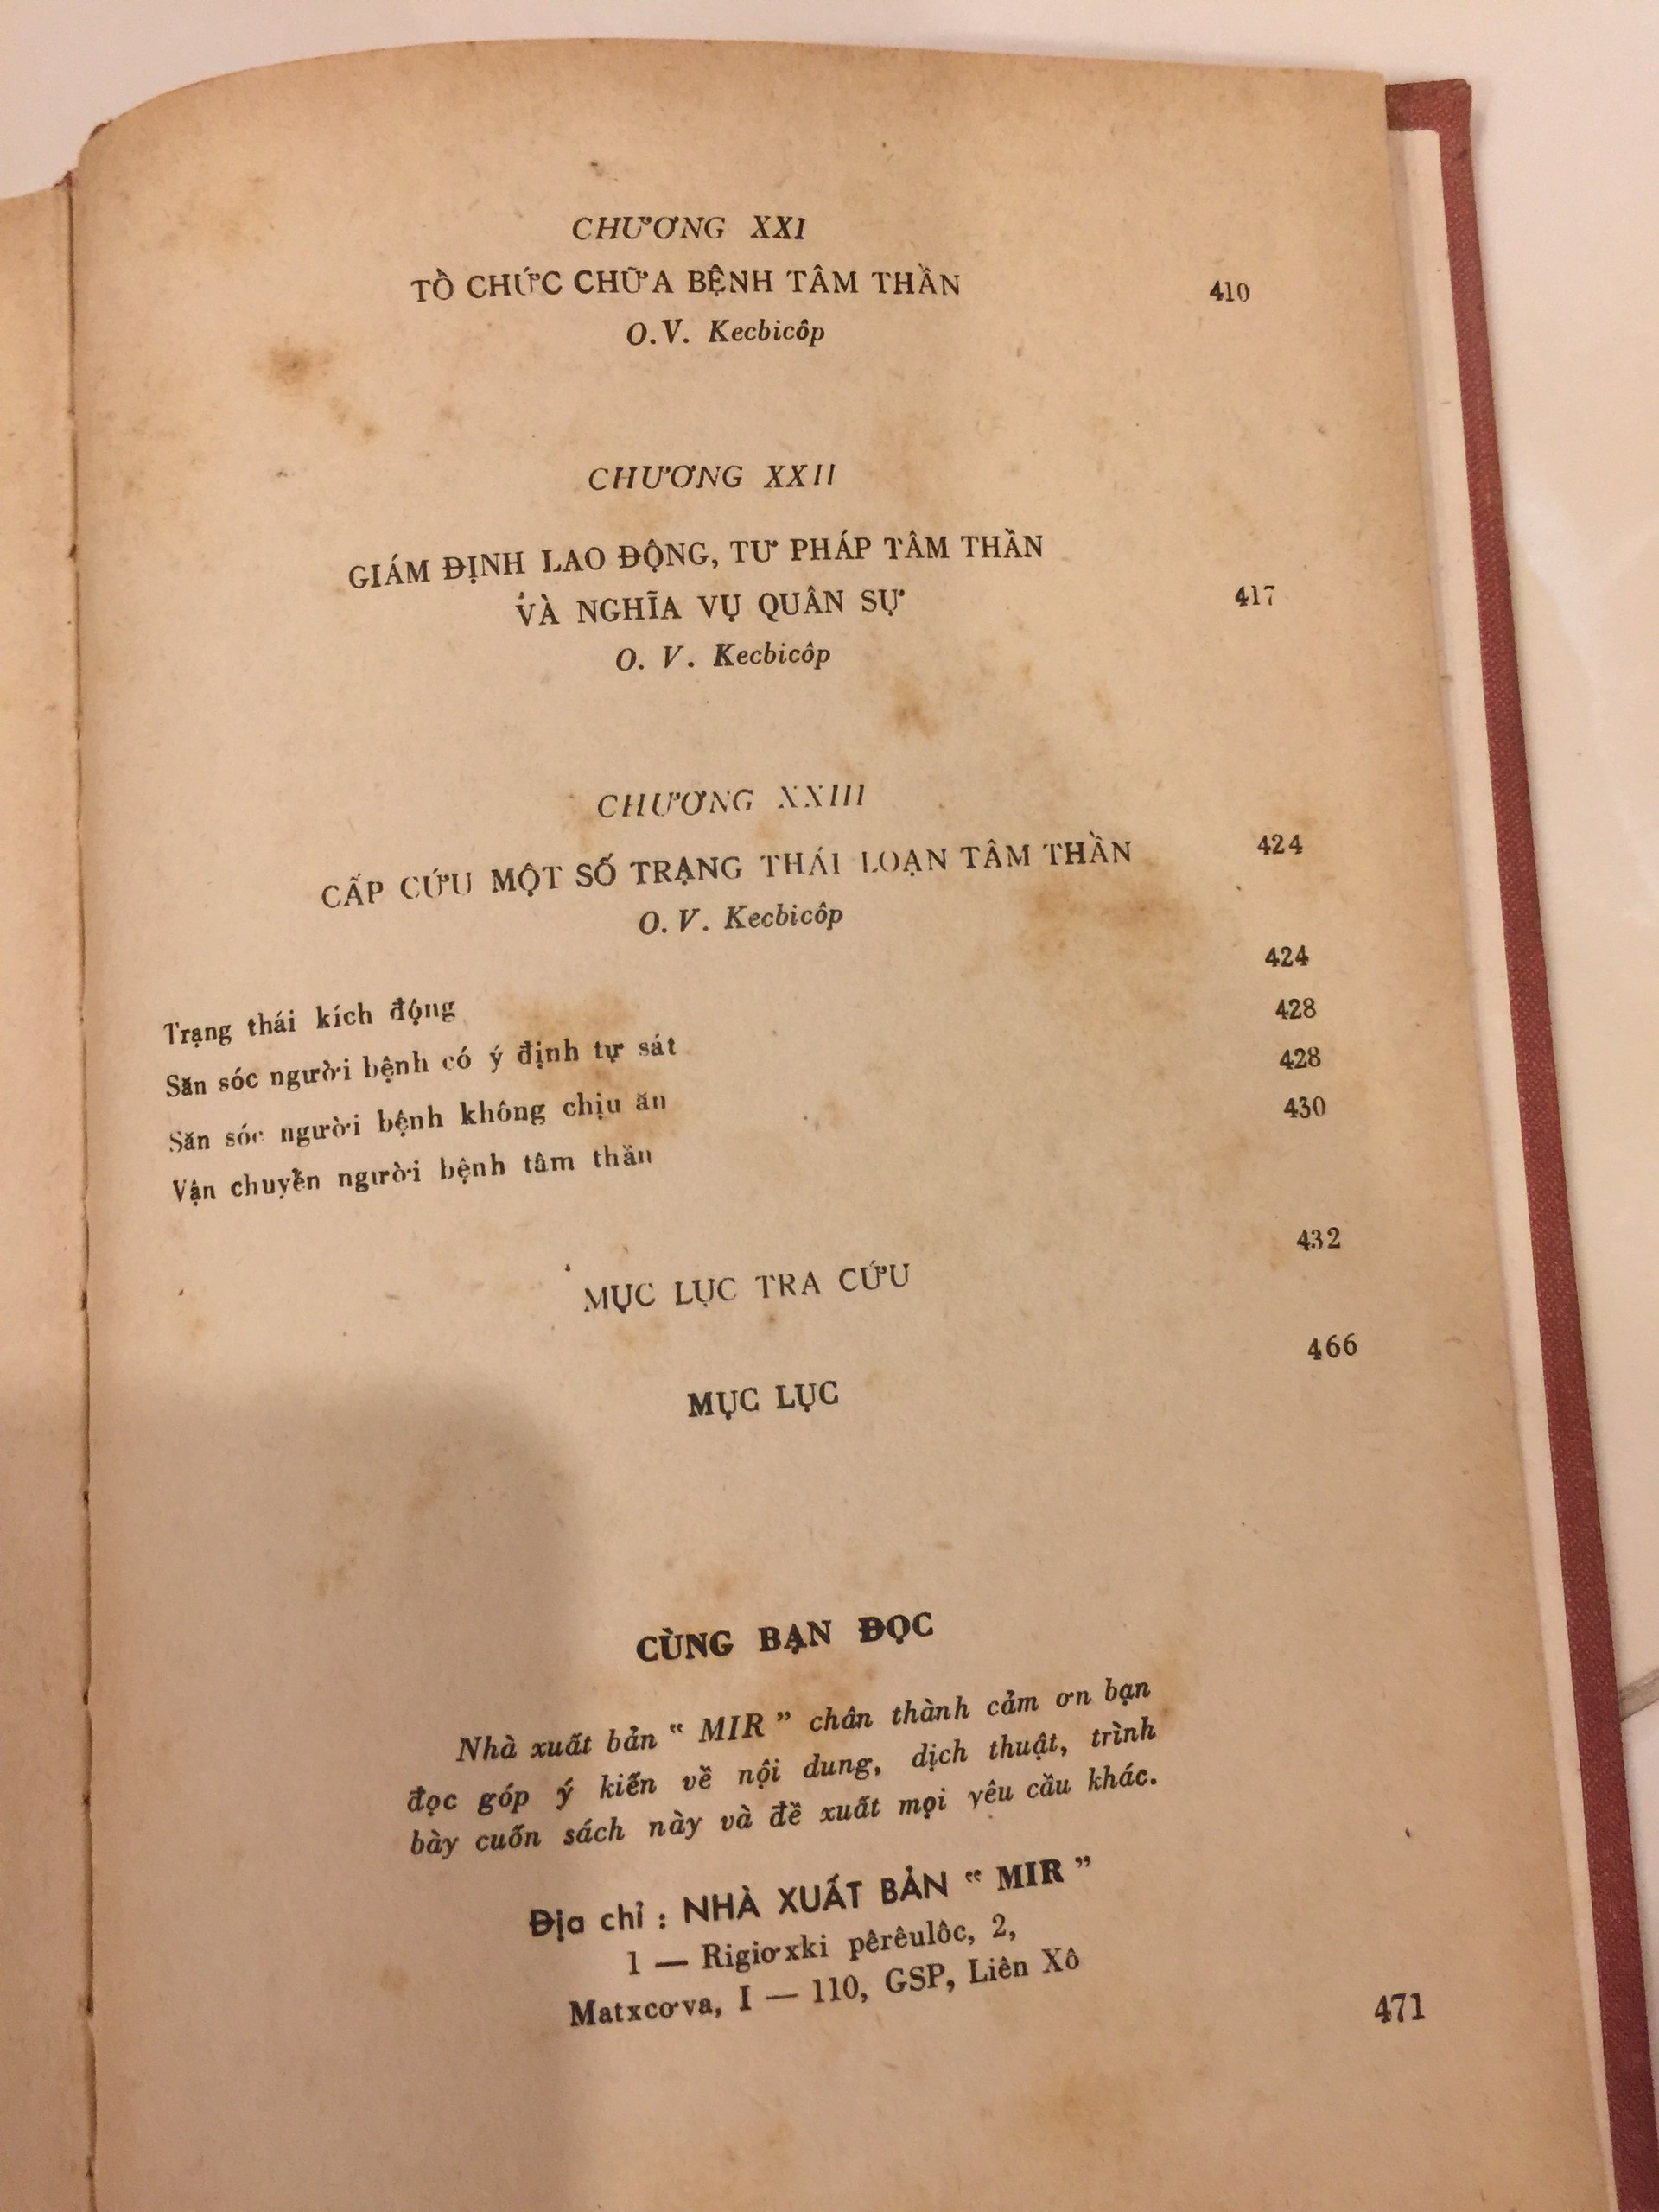 CHƯƠNG XXI
TỔ CHỨC CHỮA BỆNH TÂM THẦN 410
O.V. Kecbicôp
CHƯƠNG XXII
GIÁM ĐỊNH LAO ĐỘNG, TƯ PHÁP TÂM THẦN
VÀ NGHĨA VỤ QUÂN SỰ 417
O. V. Kecbicôp
CHƯƠNG XXIII
CẤP CỨU MỘT SỐ TRẠNG THÁI LOẠN TÂM THẦN 424
O. V. Kecbicôp
Trạng thái kích động 424
Săn sóc người bệnh có ý định tự sát 428
Săn sóc người bệnh không chịu ăn 428
Vận chuyển người bệnh tâm thần 430
MỤC LỤC TRA CỨU 432
MỤC LỤC 466
CÙNG BẠN ĐỌC
Nhà xuất bản “ MIR ” chân thành cảm ơn bạn
đọc góp ý kiến về nội dung, dịch thuật, trình
bày cuốn sách này và đề xuất mọi yêu cầu khác.
Địa chỉ : NHÀ XUẤT BẢN “ MIR ”
1 — Rigiơxki pêrêulôc, 2,
Matxcơva, I — 110, GSP, Liên Xô
471